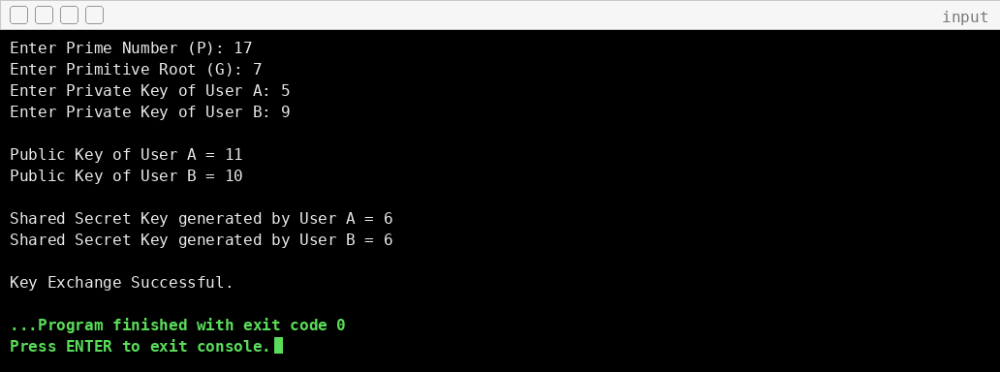 input
Enter Prime Number (P): 17
Enter Primitive Root (G): 7
Enter Private Key of User A: 5
Enter Private Key of User B: 9
Public Key of User A = 11
Public Key of User B = 10
Shared Secret Key generated by User A = 6
Shared Secret Key generated by User B = 6
Key Exchange Successful.
...Program finished with exit code 0
Press ENTER to exit console.